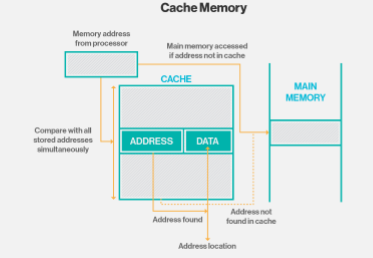 Cache Memory
Memory address
from processor
Main memory accessed
if address not in cache
CACHE
MAIN
MEMORY
Compare with all
stored addresses
simultaneously
ADDRESS
DATA
Address found
Address not
found in cache
Address location